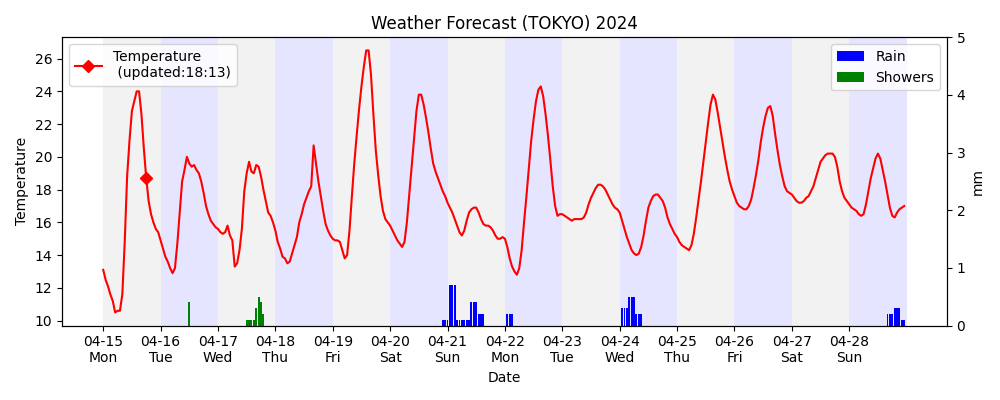 Weather Forecast (TOKYO) 2024
Temperature
(updated:18:13)
Rain
Showers
Temperature
26
24
22
20
18
16
14
12
10
5
4
3
2
1
0
mm
04-15 04-16 04-17 04-18 04-19 04-20 04-21 04-22 04-23 04-24 04-25 04-26 04-27 04-28
Mon Tue Wed Thu Fri Sat Sun Mon Tue Wed Thu Fri Sat Sun
Date